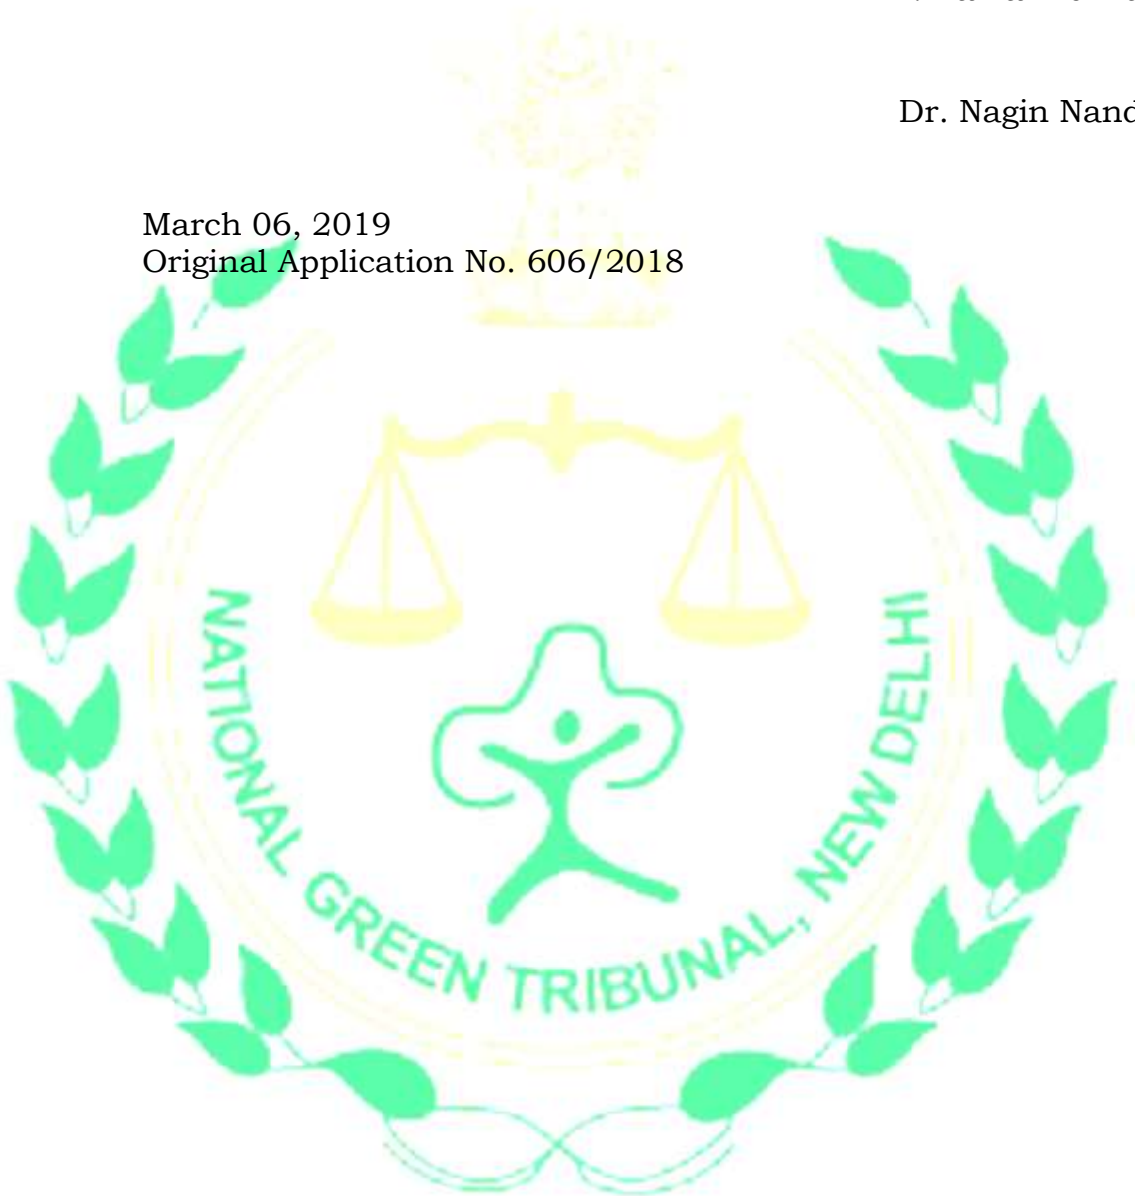 Dr. Nagin Nand
March 06, 2019
Original Application No. 606/2018
NATIONAL GREEN TRIBUNAL, NEW DELHI